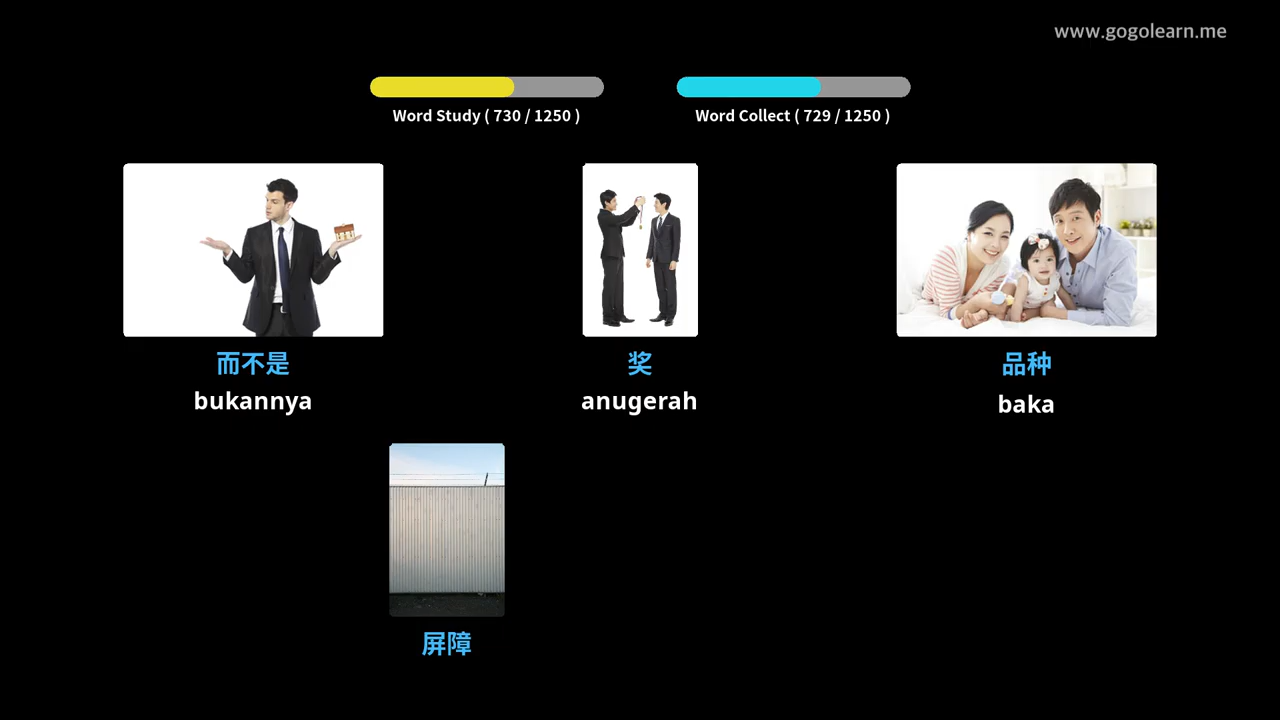 www.gogolearn.me
Word Study ( 730 / 1250 )
Word Collect ( 729 / 1250 )
而不是
bukannya
奖
anugerah
品种
baka
屏障